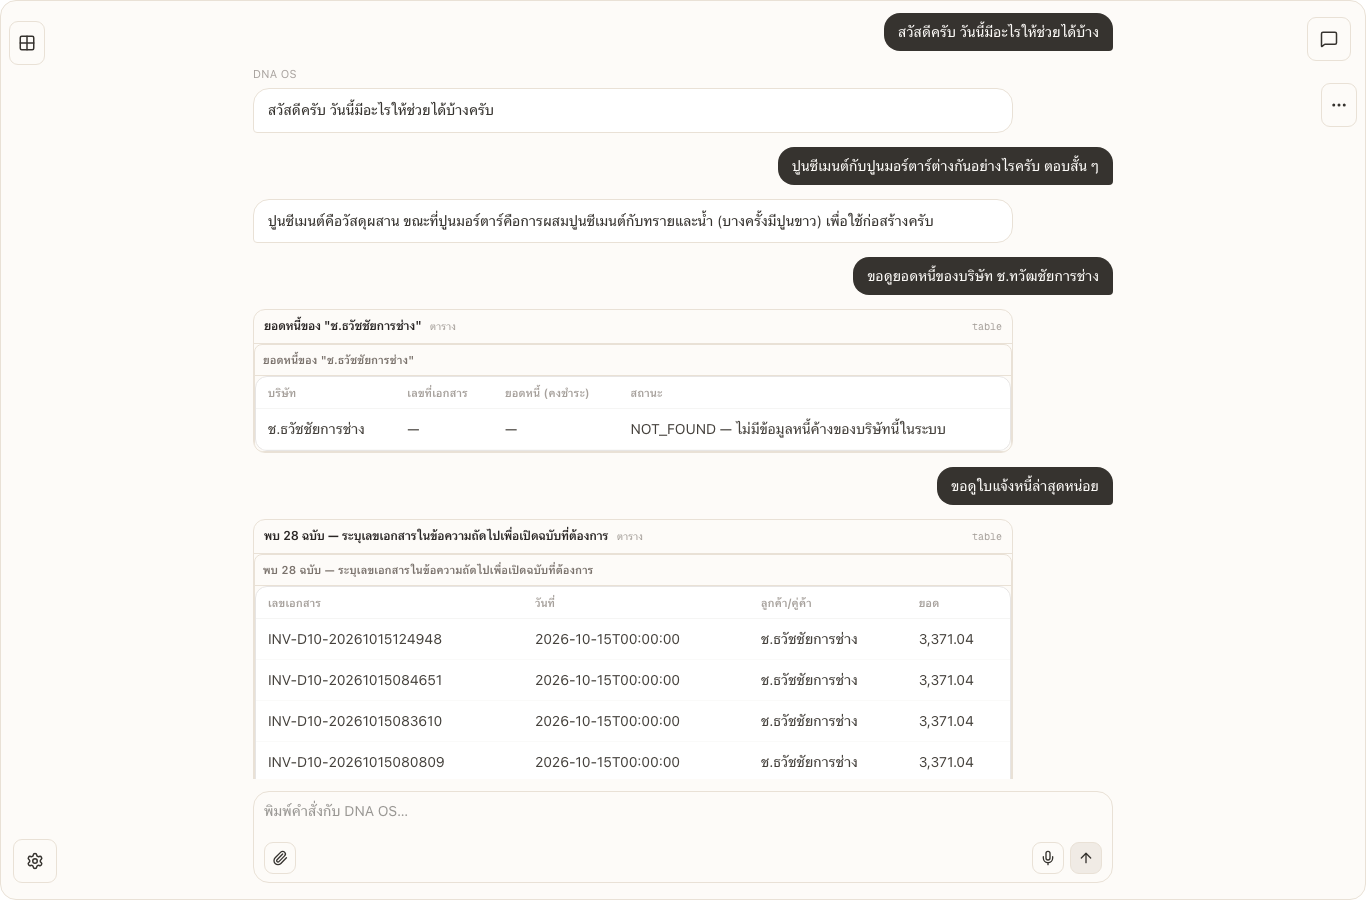 สวัสดีครับ วันนี้มีอะไรให้ช่วยได้บ้าง
DNA OS
สวัสดีครับ วันนี้มีอะไรให้ช่วยได้บ้างครับ
ปูนซีเมนต์กับปูนมอร์ตาร์ต่างกันอย่างไรครับ ตอบสั้น ๆ
ปูนซีเมนต์คือวัสดุผสาน ขณะที่ปูนมอร์ตาร์คือการผสมปูนซีเมนต์กับทรายและน้ำ (บางครั้งมีปูนขาว) เพื่อใช้ก่อสร้างครับ
ขอดูยอดหนี้ของบริษัท ช.ทวัฒชัยการช่าง
ยอดหนี้ของ "ช.ธวัชชัยการช่าง" ตาราง table
ยอดหนี้ของ "ช.ธวัชชัยการช่าง"
บริษัท เลขที่เอกสาร ยอดหนี้ (คงชำระ) สถานะ
ช.ธวัชชัยการช่าง — — NOT_FOUND — ไม่มีข้อมูลหนี้ค้างของบริษัทนี้ในระบบ
ขอดูใบแจ้งหนี้ล่าสุดหน่อย
พบ 28 ฉบับ — ระบุเลขเอกสารในข้อความถัดไปเพื่อเปิดฉบับที่ต้องการ ตาราง table
พบ 28 ฉบับ — ระบุเลขเอกสารในข้อความถัดไปเพื่อเปิดฉบับที่ต้องการ
เลขเอกสาร วันที่ ลูกค้า/คู่ค้า ยอด
INV-D10-20261015124948 2026-10-15T00:00:00 ช.ธวัชชัยการช่าง 3,371.04
INV-D10-20261015084651 2026-10-15T00:00:00 ช.ธวัชชัยการช่าง 3,371.04
INV-D10-20261015083610 2026-10-15T00:00:00 ช.ธวัชชัยการช่าง 3,371.04
INV-D10-20261015080809 2026-10-15T00:00:00 ช.ธวัชชัยการช่าง 3,371.04
พิมพ์คำสั่งกับ DNA OS...